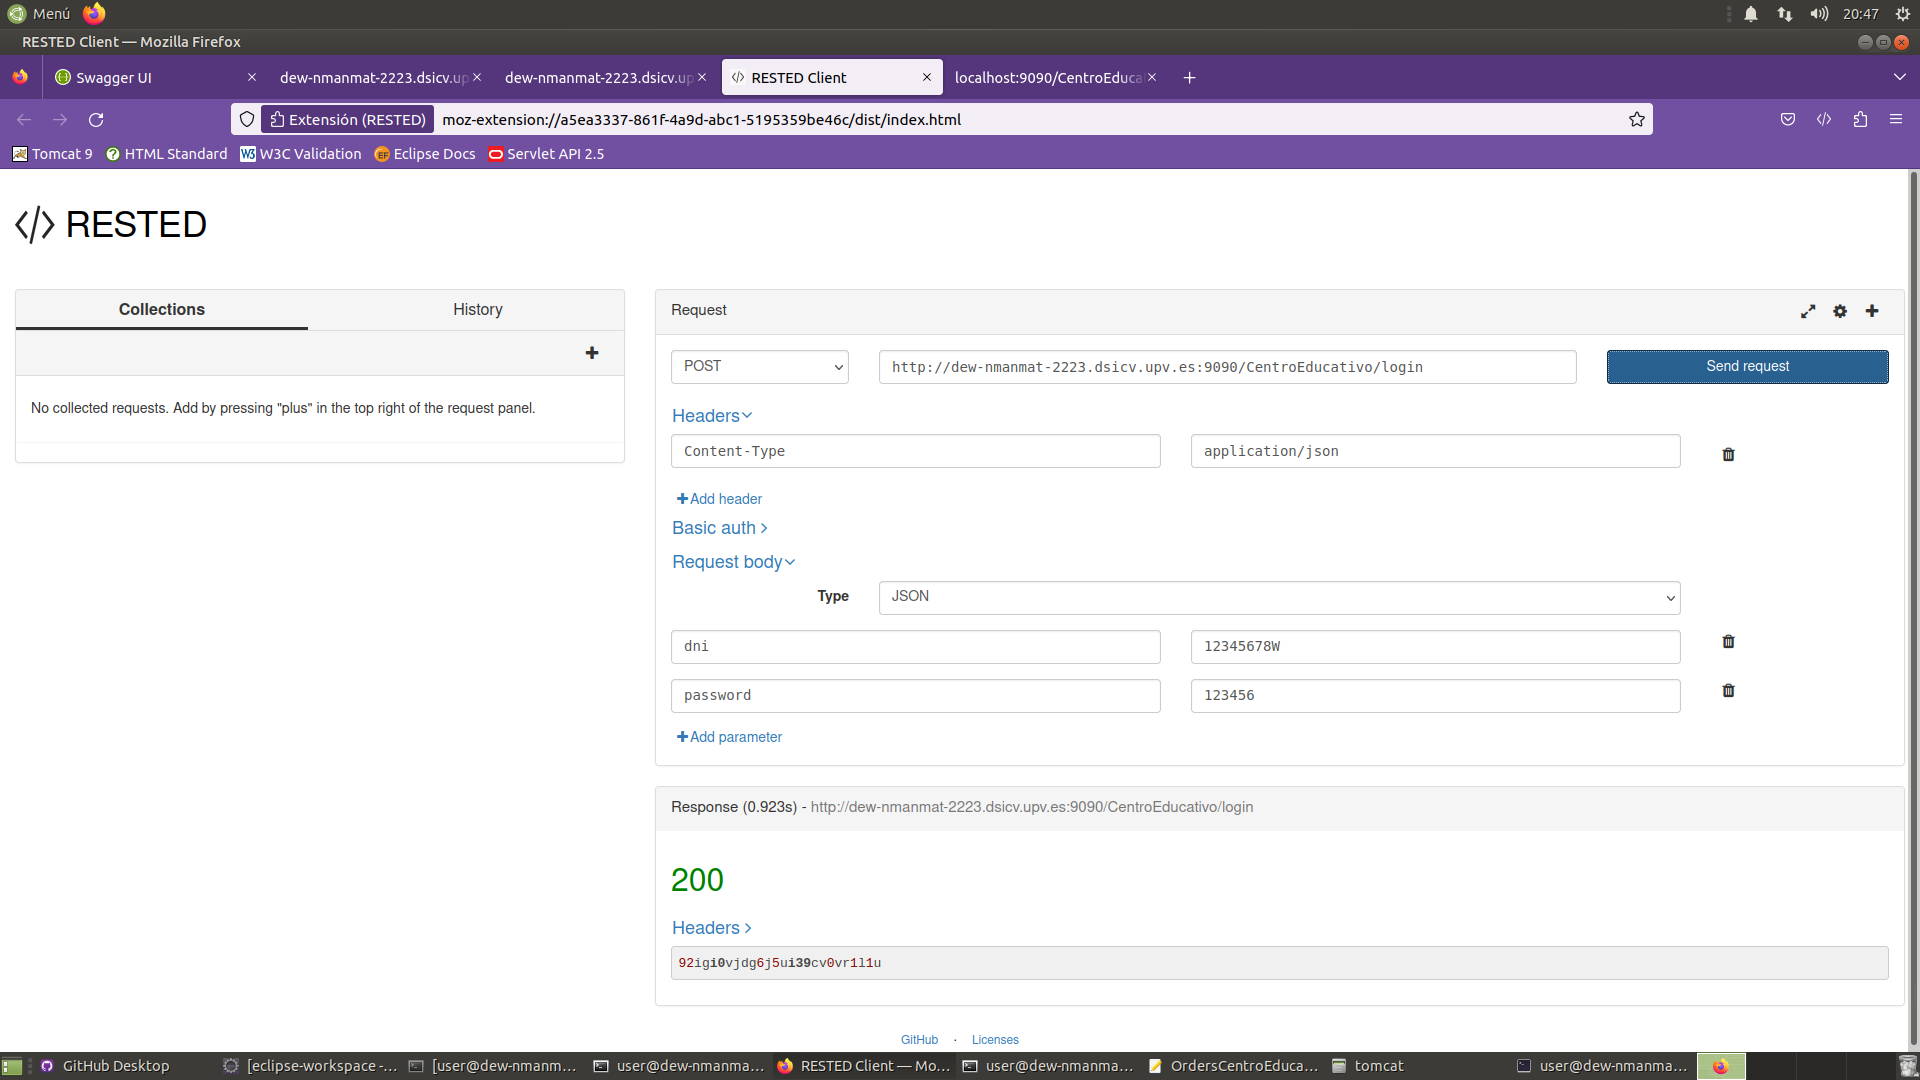 Menú
20:47
RESTED Client — Mozilla Firefox
Swagger UI
dew-nmanmat-2223.dsicv.up
dew-nmanmat-2223.dsicv.up
RESTED Client
localhost:9090/CentroEduca
Extensión (RESTED)
moz-extension://a5ea3337-861f-4a9d-abc1-5195359be46c/dist/index.html
Tomcat 9
HTML Standard
W3C Validation
Eclipse Docs
Servlet API 2.5
</> RESTED
Collections
History
No collected requests. Add by pressing "plus" in the top right of the request panel.
Request
POST
http://dew-nmanmat-2223.dsicv.upv.es:9090/CentroEducativo/login
Send request
Headers
Content-Type
application/json
Add header
Basic auth
Request body
Type
JSON
dni
12345678W
password
123456
Add parameter
Response (0.923s) - http://dew-nmanmat-2223.dsicv.upv.es:9090/CentroEducativo/login
200
Headers
92igi0vjdg6j5ui39cv0vr1l1u
GitHub · Licenses
GitHub Desktop
[eclipse-workspace -...
[user@dew-nmanm...
user@dew-nmanma...
RESTED Client — Mo...
user@dew-nmanma...
OrdersCentroEduca...
tomcat
user@dew-nmanma...